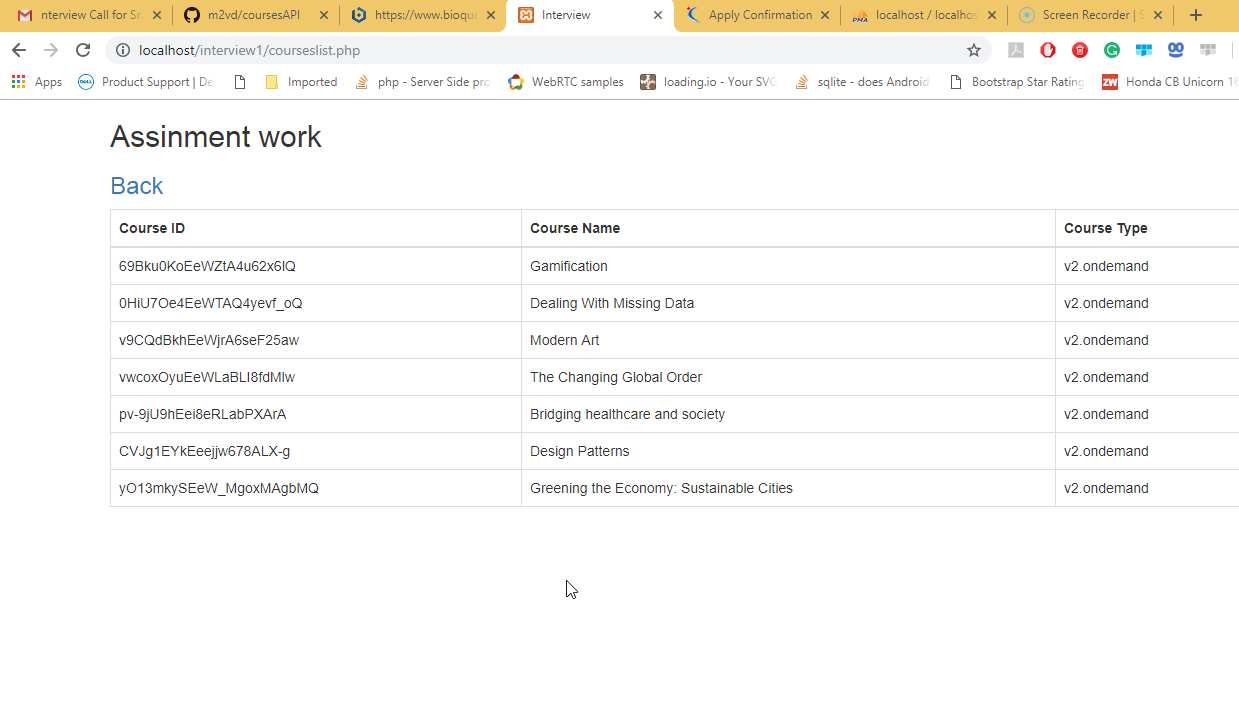 nterview Call for Sr
m2vd/coursesAPI
https://www.bioque
Interview
Apply Confirmation
PMA
localhost / localhos
Screen Recorder | S
localhost/interview1/courseslist.php
Apps
DELL
Product Support | De
Imported
php - Server Side pro
WebRTC samples
loading.io - Your SVG
sqlite - does Android
Bootstrap Star Rating
ZW
Honda CB Unicorn 16
Assinment work
Back
Course ID Course Name Course Type
69Bku0KoEeWZtA4u62x6lQ Gamification v2.ondemand
0HiU7Oe4EeWTAQ4yevf_oQ Dealing With Missing Data v2.ondemand
v9CQdBkhEeWjrA6seF25aw Modern Art v2.ondemand
vwcoxOyuEeWLaBLI8fdMlw The Changing Global Order v2.ondemand
pv-9jU9hEei8eRLabPXArA Bridging healthcare and society v2.ondemand
CVJg1EYkEeejjw678ALX-g Design Patterns v2.ondemand
yO13mkySEeW_MgoxMAgbMQ Greening the Economy: Sustainable Cities v2.ondemand